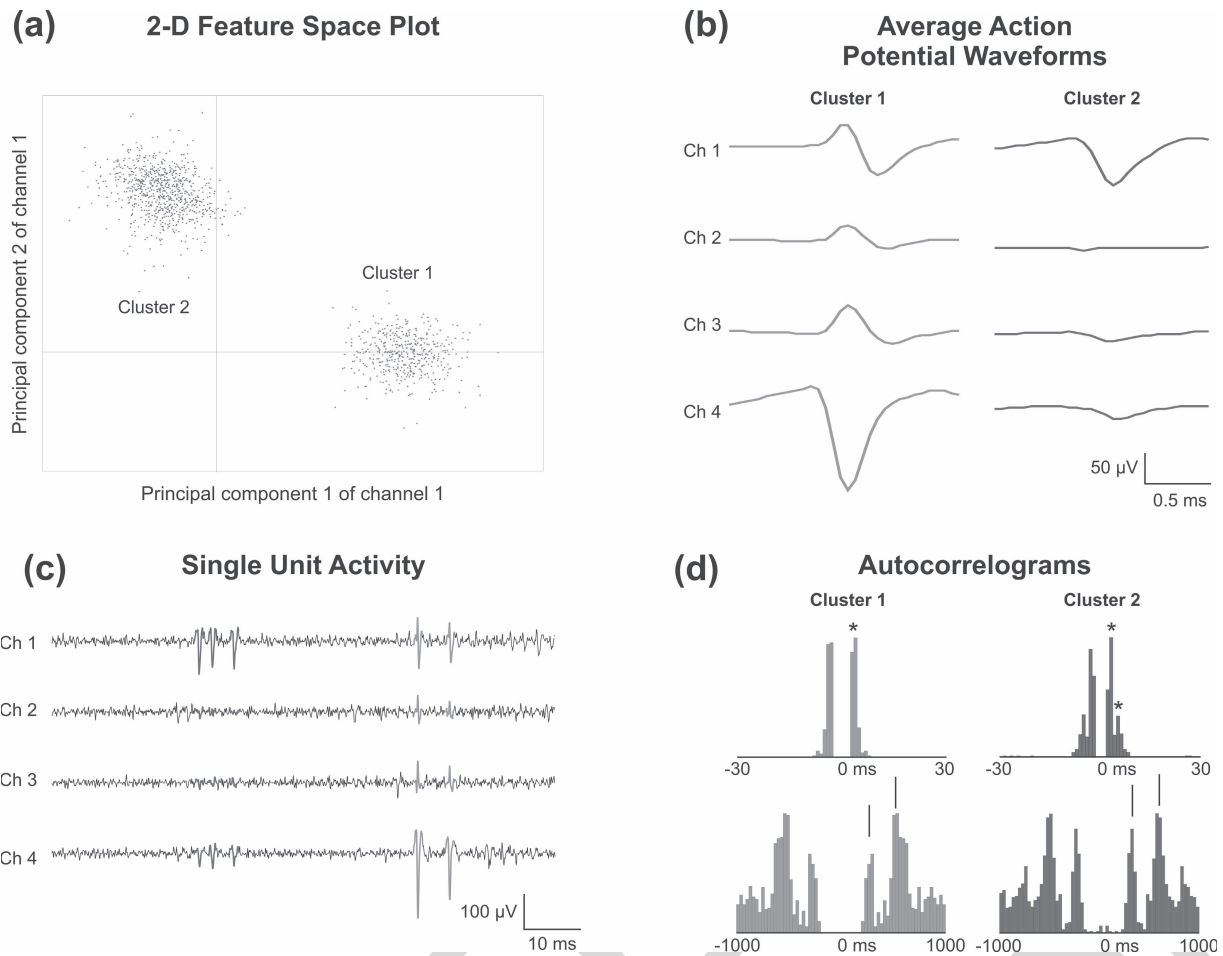 (a)
2-D Feature Space Plot
Principal component 2 of channel 1
Cluster 1
Cluster 2
Principal component 1 of channel 1
(b)
Average Action
Potential Waveforms
Cluster 1
Cluster 2
Ch 1
Ch 2
Ch 3
Ch 4
50 µV
0.5 ms
(c)
Single Unit Activity
Ch 1
Ch 2
Ch 3
Ch 4
100 µV
10 ms
(d)
Autocorrelograms
Cluster 1
Cluster 2
*
*
*
-30 0 ms 30
-30 0 ms 30
-1000 0 ms 1000
-1000 0 ms 1000